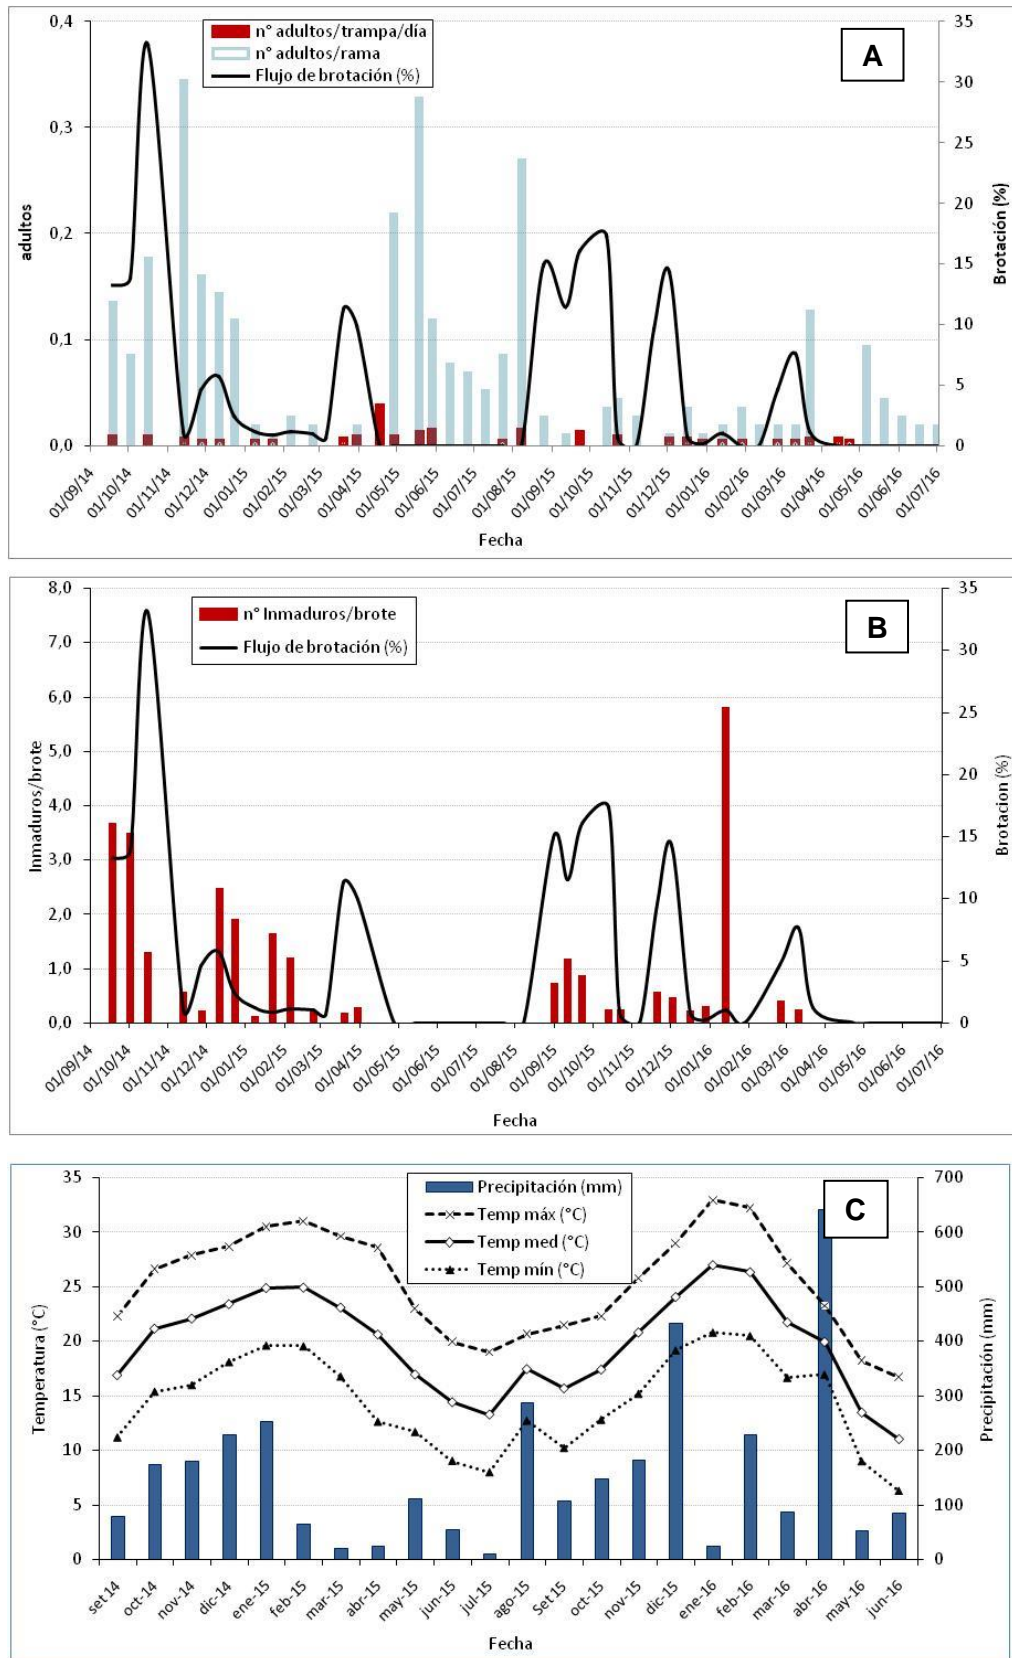 n° adultos/trampa/día
n° adultos/rama
Flujo de brotación (%)
A
0,4
0,3
0,2
0,1
0,0
adultos
35
30
25
20
15
10
5
0
Brotación (%)
01/09/14
01/10/14
01/11/14
01/12/14
01/01/15
01/02/15
01/03/15
01/04/15
01/05/15
01/06/15
01/07/15
01/08/15
01/09/15
01/10/15
01/11/15
01/12/15
01/01/16
01/02/16
01/03/16
01/04/16
01/05/16
01/06/16
01/07/16
Fecha
n° Inmaduros/brote
Flujo de brotación (%)
B
8,0
7,0
6,0
5,0
4,0
3,0
2,0
1,0
0,0
Inmaduros/brote
35
30
25
20
15
10
5
0
Brotacion (%)
01/09/14
01/10/14
01/11/14
01/12/14
01/01/15
01/02/15
01/03/15
01/04/15
01/05/15
01/06/15
01/07/15
01/08/15
01/09/15
01/10/15
01/11/15
01/12/15
01/01/16
01/02/16
01/03/16
01/04/16
01/05/16
01/06/16
01/07/16
Fecha
Precipitación (mm)
Temp máx (°C)
Temp med (°C)
Temp mín (°C)
C
35
30
25
20
15
10
5
0
Temperatura (°C)
700
600
500
400
300
200
100
0
Precipitación (mm)
set 14
oct-14
nov-14
dic-14
ene-15
feb-15
mar-15
abr-15
may-15
jun-15
jul-15
ago-15
Set 15
oct-15
nov-15
dic-15
ene-16
feb-16
mar-16
abr-16
may-16
jun-16
Fecha